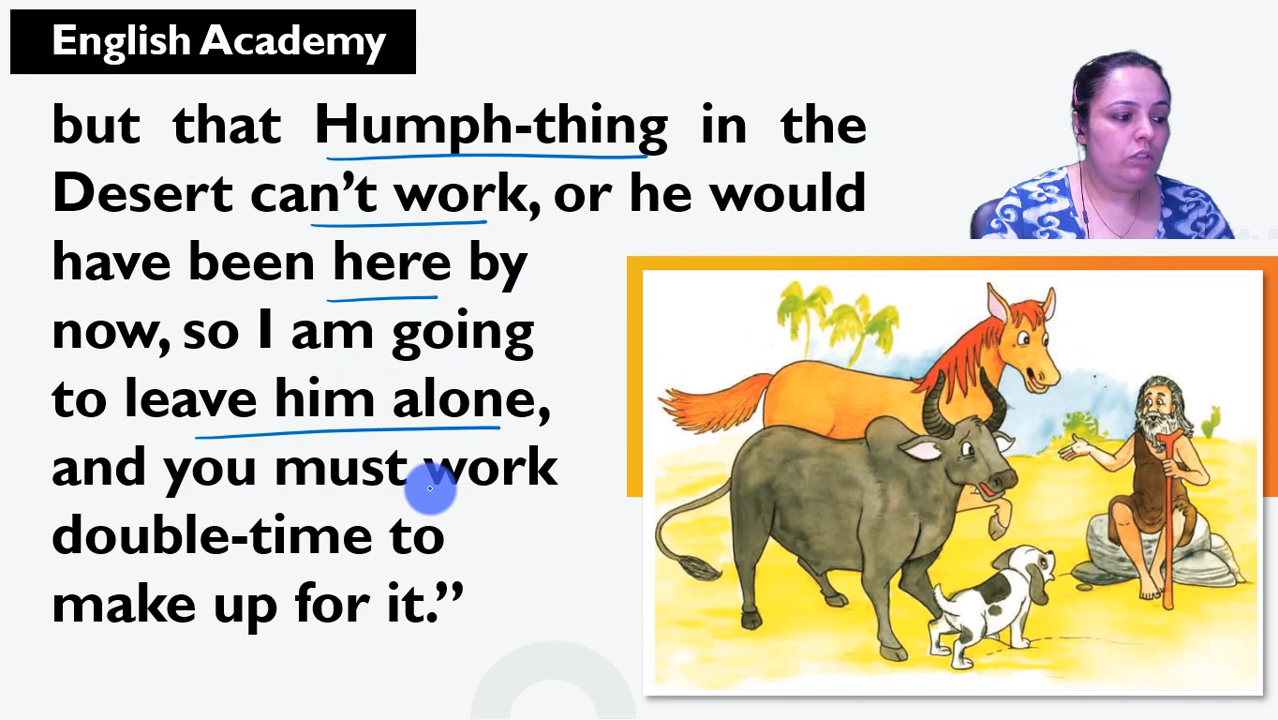 English Academy
but that Humph-thing in the
Desert can’t work, or he would
have been here by
now, so I am going
to leave him alone,
and you must work
double-time to
make up for it.”